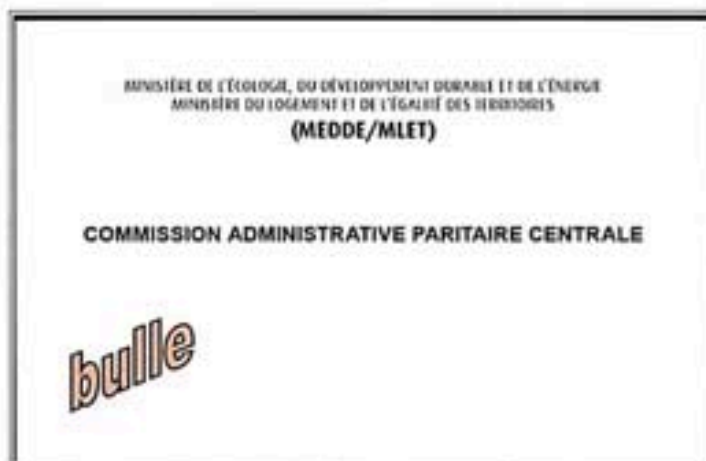 MINISTÈRE DE L'ÉCOLOGIE, DU DÉVELOPPEMENT DURABLE ET DE L'ÉNERGIE
MINISTÈRE DU LOGEMENT ET DE L'ÉGALITÉ DES TERRITOIRES
(MEDDE/MLET)
COMMISSION ADMINISTRATIVE PARITAIRE CENTRALE
bulle